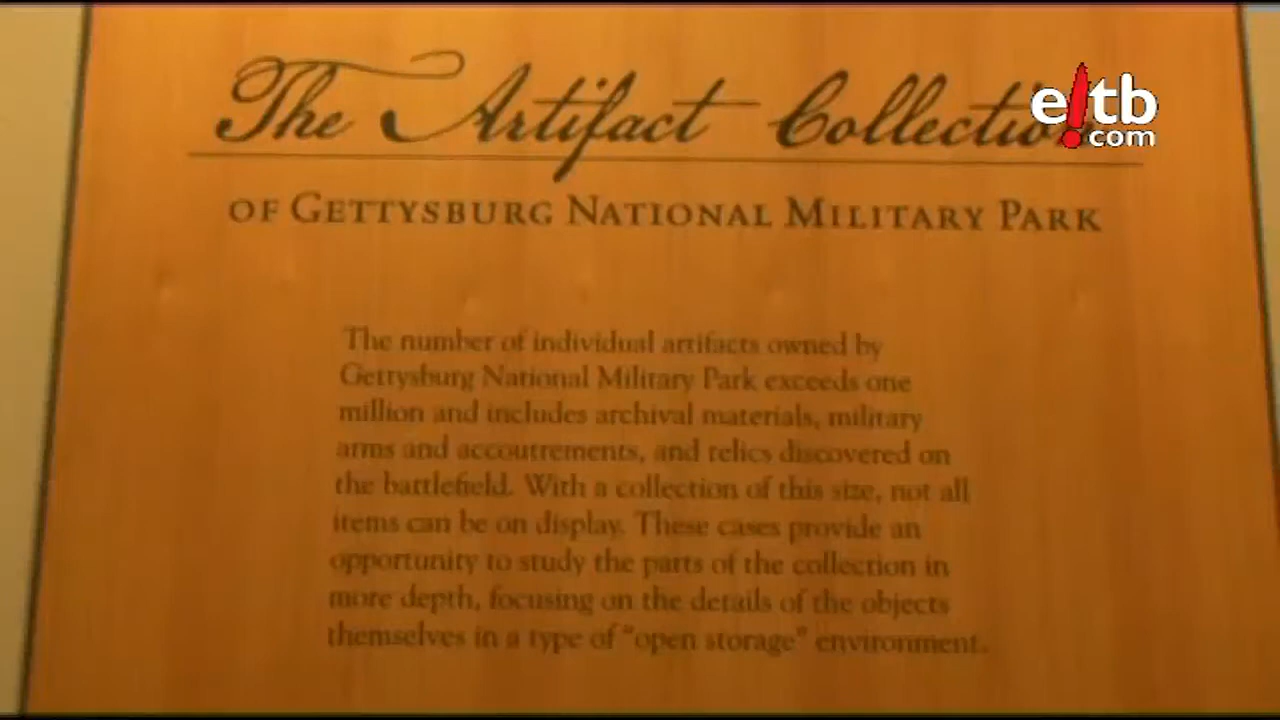 The Artifact Collection
e!tb
.com
OF GETTYSBURG NATIONAL MILITARY PARK
The number of individual artifacts owned by
Gettysburg National Military Park exceeds one
million and includes archival materials, military
arms and accoutrements, and relics discovered on
the battlefield. With a collection of this size, not all
items can be on display. These cases provide an
opportunity to study the parts of the collection in
more depth, focusing on the details of the objects
themselves in a type of "open storage" environment.